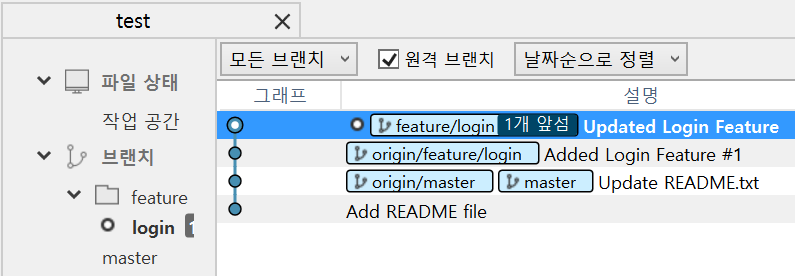 test
모든 브랜치 원격 브랜치 날짜순으로 정렬
파일 상태
작업 공간
브랜치
feature
login 1
master
그래프 설명
feature/login 1개 앞섬 Updated Login Feature
origin/feature/login Added Login Feature #1
origin/master master Update README.txt
Add README file